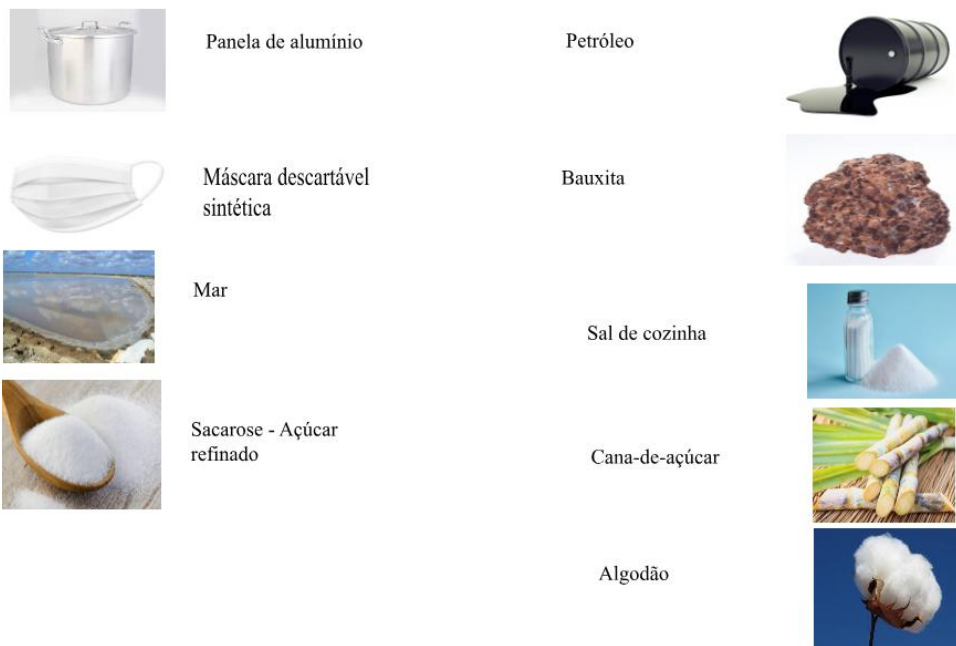 Panela de alumínio
Petróleo
Máscara descartável
sintética
Bauxita
Mar
Sal de cozinha
Sacarose - Açúcar
refinado
Cana-de-açúcar
Algodão